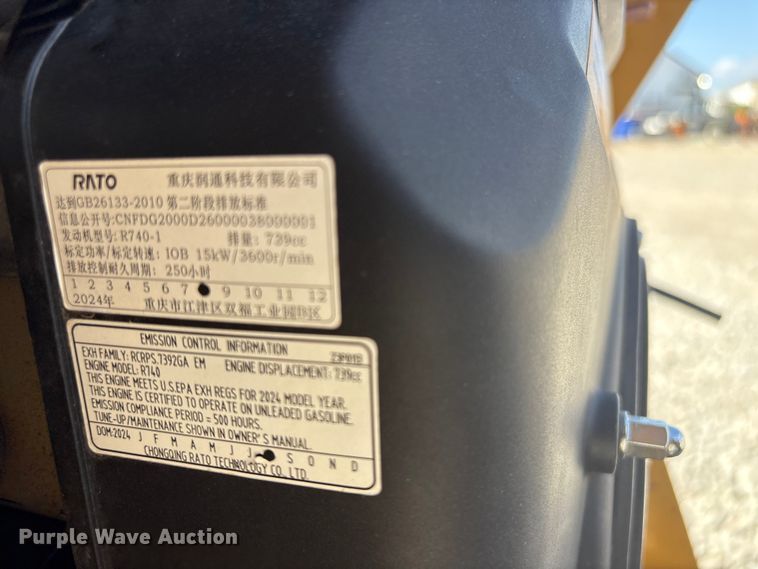 RATO 重庆润通科技有限公司
达到GB26133-2010 第二阶段排放标准
信息公开号:CNFDG2000D26000038000001
发动机型号:R740-1 排量: 739cc
标定功率/标定转速: IOB 15kW/3600r/min
排放控制耐久周期: 250小时
1 2 3 4 5 6 7 9 10 11 12
2024年 重庆市江津区双福工业园B区
EMISSION CONTROL INFORMATION
EXH FAMILY: RCRPS.7392GA EM ENGINE DISPLACEMENT: 739cc
ENGINE MODEL: R740
THIS ENGINE MEETS U.S.EPA EXH REGS FOR 2024 MODEL YEAR.
THIS ENGINE IS CERTIFIED TO OPERATE ON UNLEADED GASOLINE.
EMISSION COMPLIANCE PERIOD = 500 HOURS.
TUNE-UP/MAINTENANCE SHOWN IN OWNER'S MANUAL.
DOM:2024 J F M A M J J S O N D
CHONGQING RATO TECHNOLOGY CO., LTD.
Purple Wave Auction